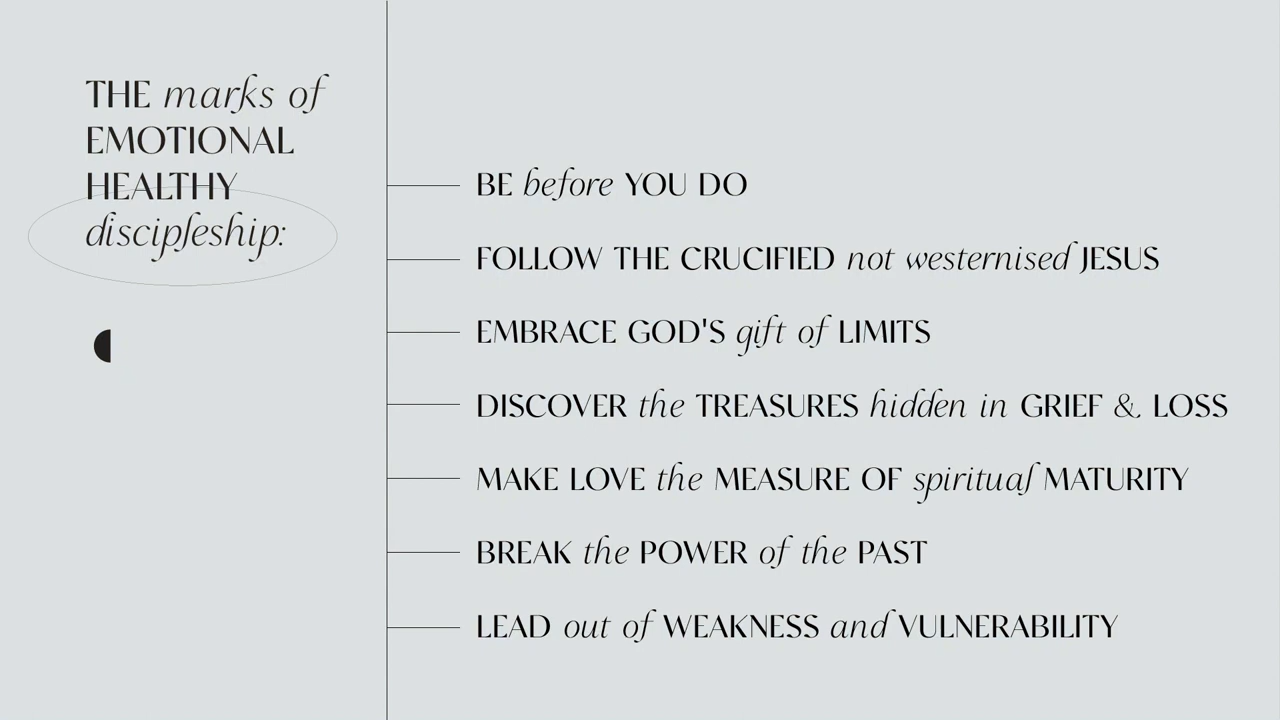 THE marks of
EMOTIONAL
HEALTHY
discipleship:
BE before YOU DO
FOLLOW THE CRUCIFIED not westernised JESUS
EMBRACE GOD'S gift of LIMITS
DISCOVER the TREASURES hidden in GRIEF & LOSS
MAKE LOVE the MEASURE OF spiritual MATURITY
BREAK the POWER of the PAST
LEAD out of WEAKNESS and VULNERABILITY